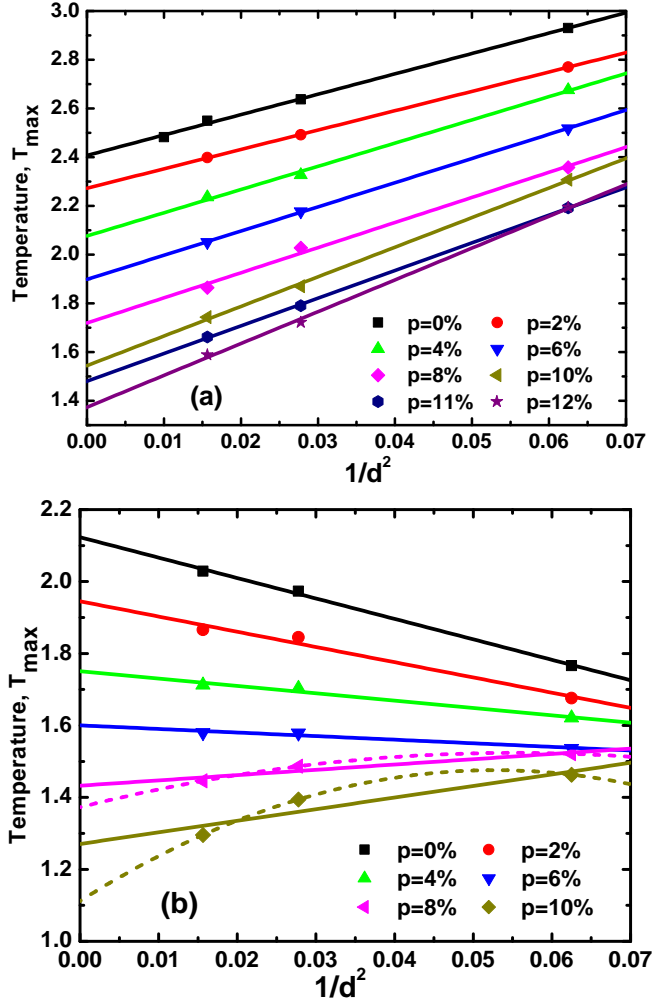 3.0
2.8
2.6
2.4
2.2
2.0
1.8
1.6
1.4
Temperature, Tmax
p=0% p=2%
p=4% p=6%
p=8% p=10%
p=11% p=12%
(a)
0.00 0.01 0.02 0.03 0.04 0.05 0.06 0.07
1/d²
2.2
2.0
1.8
1.6
1.4
1.2
1.0
Temperature, Tmax
p=0% p=2%
p=4% p=6%
p=8% p=10%
(b)
0.00 0.01 0.02 0.03 0.04 0.05 0.06 0.07
1/d²